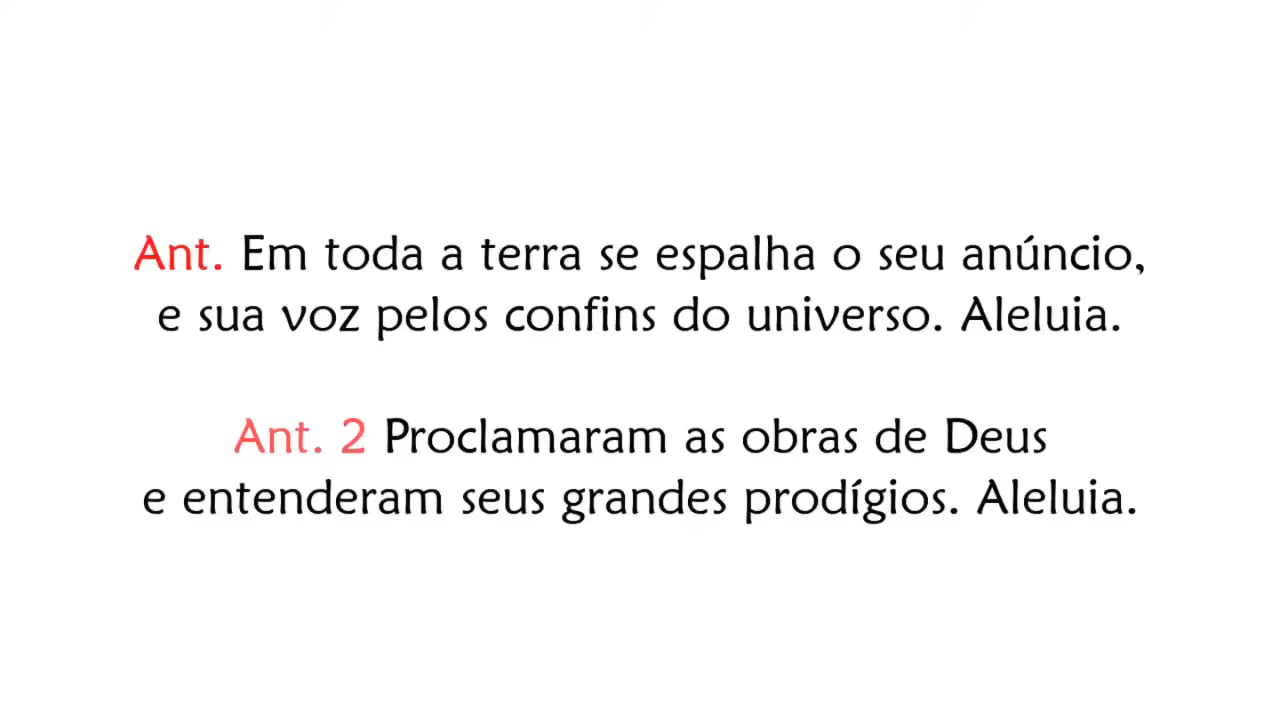 Ant. Em toda a terra se espalha o seu anúncio,
e sua voz pelos confins do universo. Aleluia.
Ant. 2 Proclamaram as obras de Deus
e entenderam seus grandes prodígios. Aleluia.